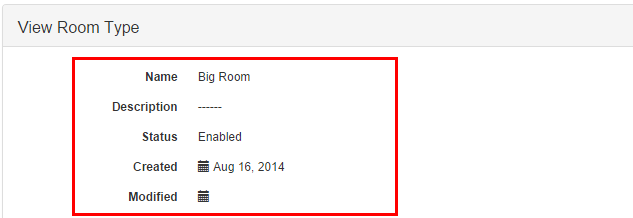 View Room Type
Name Big Room
Description ------
Status Enabled
Created Aug 16, 2014
Modified